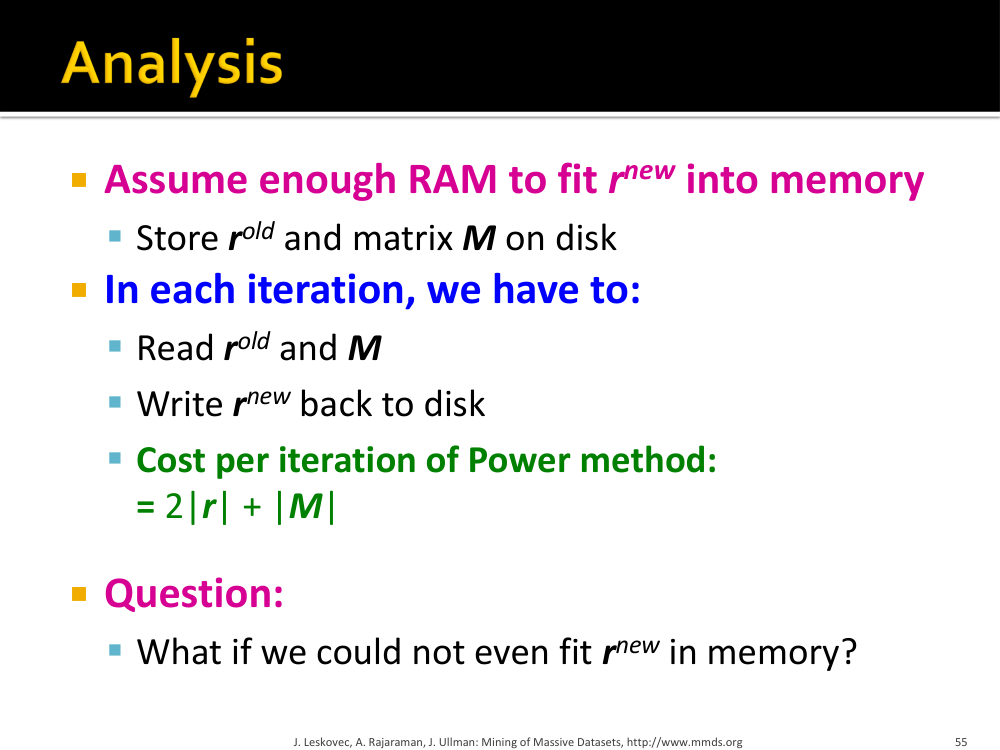 Analysis
Assume enough RAM to fit r^new into memory
Store r^old and matrix M on disk
In each iteration, we have to:
Read r^old and M
Write r^new back to disk
Cost per iteration of Power method:
= 2|r| + |M|
Question:
What if we could not even fit r^new in memory?
J. Leskovec, A. Rajaraman, J. Ullman: Mining of Massive Datasets, http://www.mmds.org 55